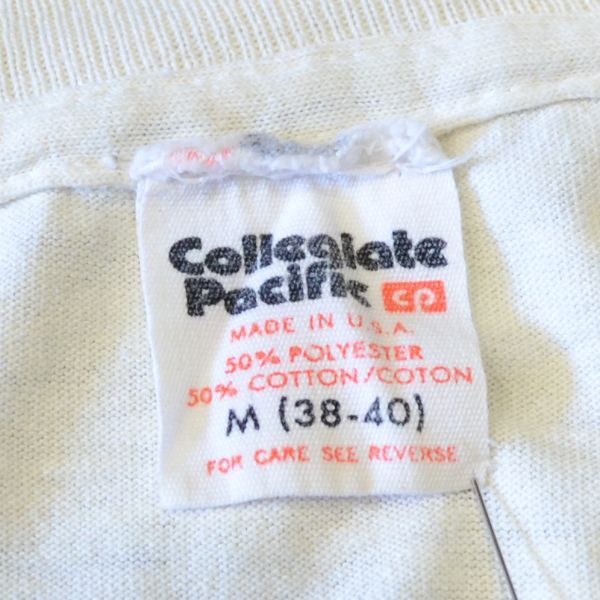 Collegiate
Pacific CP
MADE IN U.S.A.
50% POLYESTER
50% COTTON/COTON
M (38-40)
FOR CARE SEE REVERSE